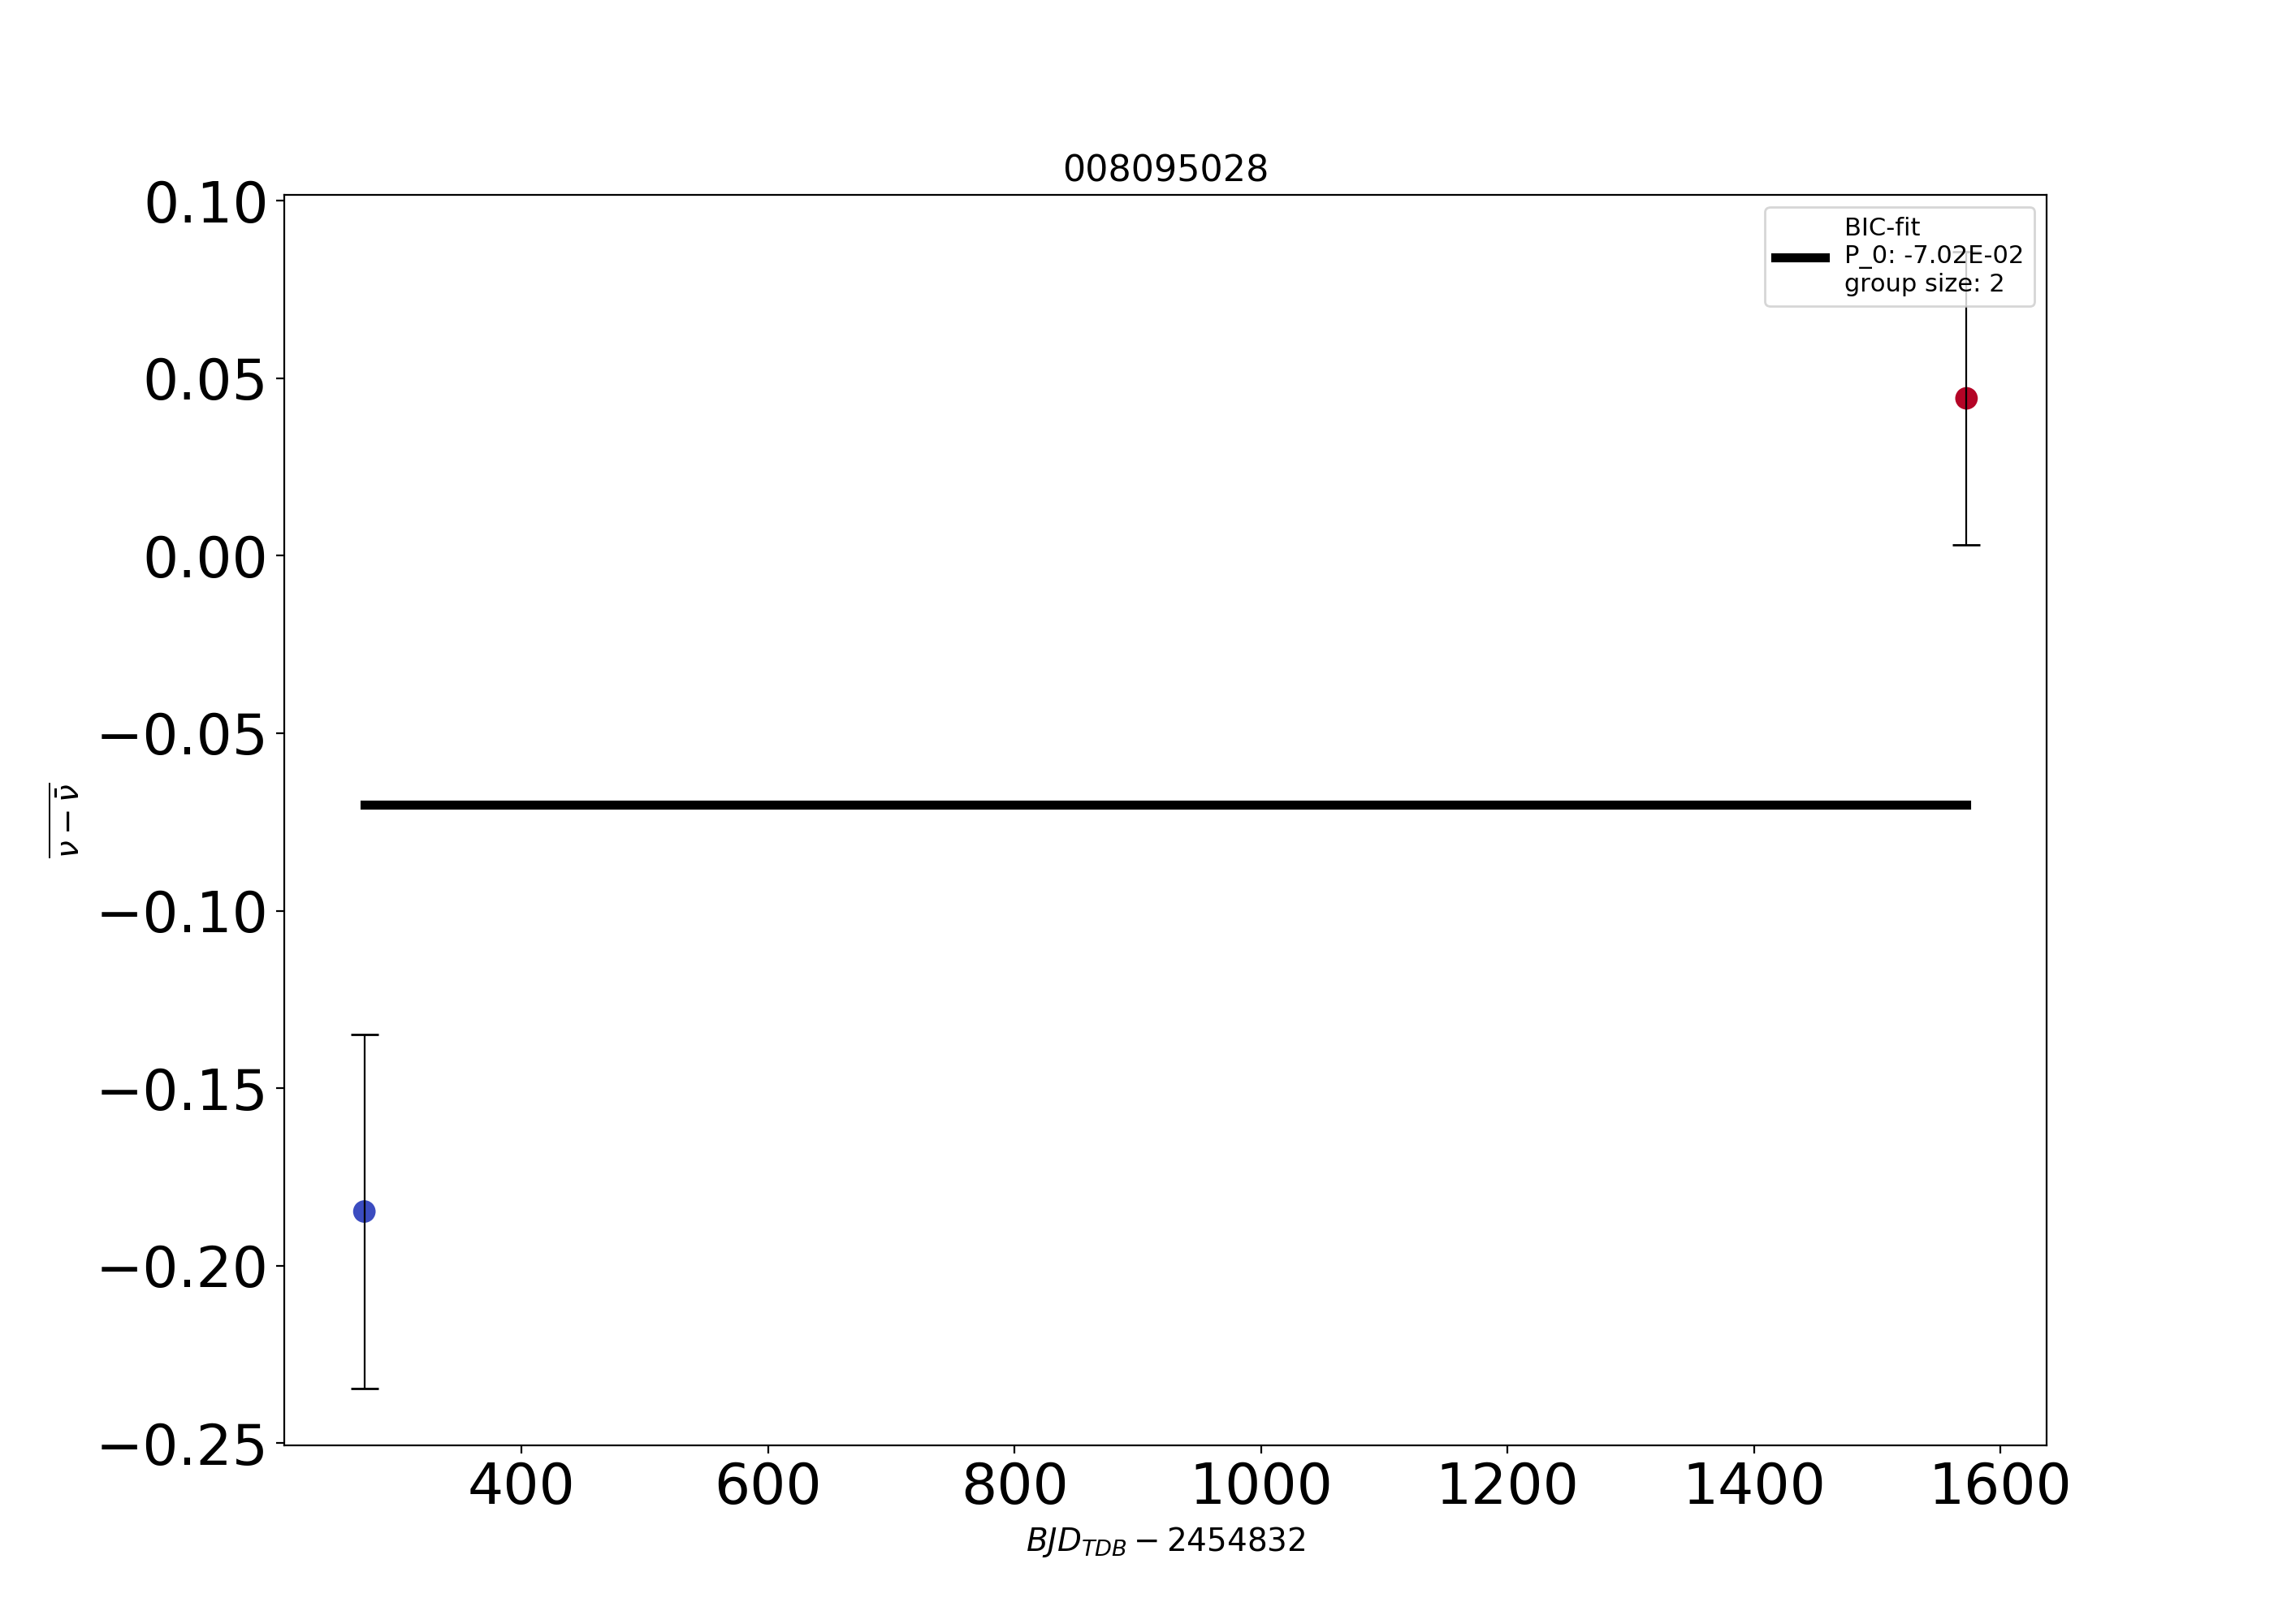 008095028
0.10
0.05
0.00
−0.05
−0.10
−0.15
−0.20
−0.25
ν − ν̄
BIC-fit
P_0: -7.02E-02
group size: 2
400 600 800 1000 1200 1400 1600
BJD_TDB − 2454832